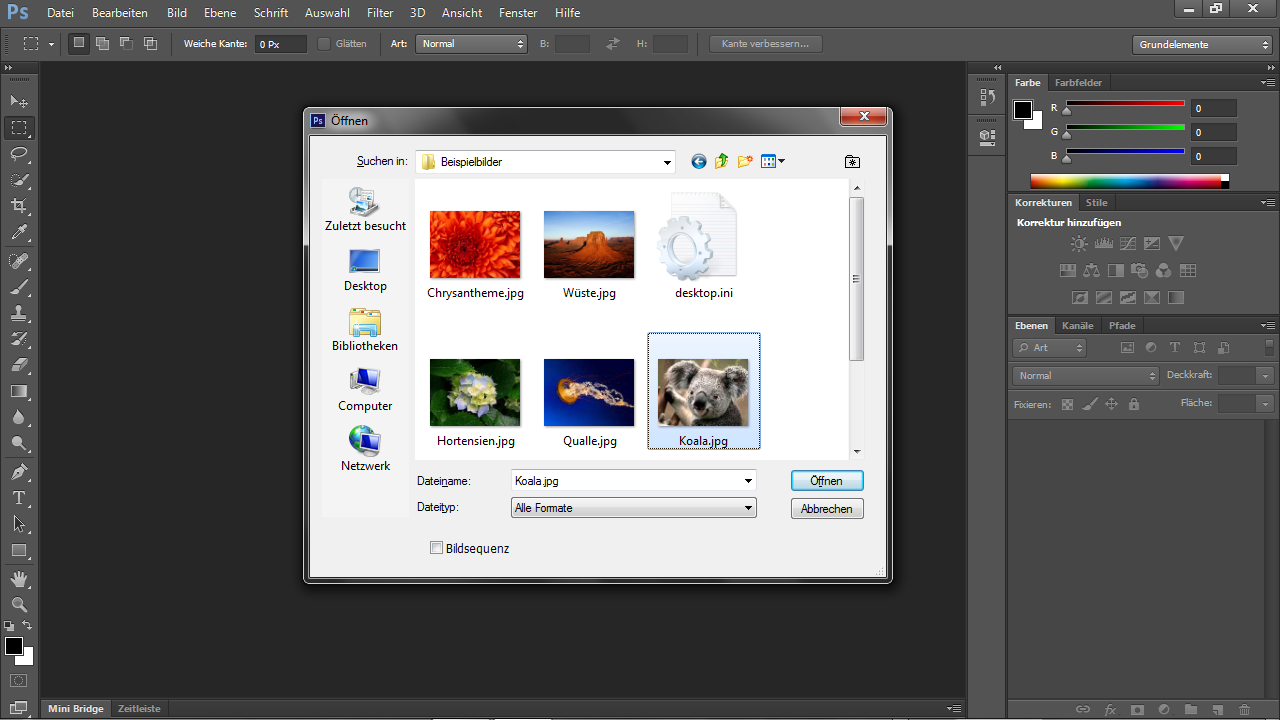 Ps Datei Bearbeiten Bild Ebene Schrift Auswahl Filter 3D Ansicht Fenster Hilfe
Weiche Kante: 0 Px Glätten Art: Normal B: H: Kante verbessern... Grundelemente
Farbe Farbfelder
R 0
G 0
B 0
Korrekturen Stile
Korrektur hinzufügen
Ebenen Kanäle Pfade
Art
Normal Deckkraft:
Fixieren: Fläche:
Ps Öffnen
Suchen in: Beispielbilder
Zuletzt besucht
Desktop
Bibliotheken
Computer
Netzwerk
Chrysantheme.jpg Wüste.jpg desktop.ini
Hortensien.jpg Qualle.jpg Koala.jpg
Dateiname: Koala.jpg Öffnen
Dateityp: Alle Formate Abbrechen
Bildsequenz
Mini Bridge Zeitleiste